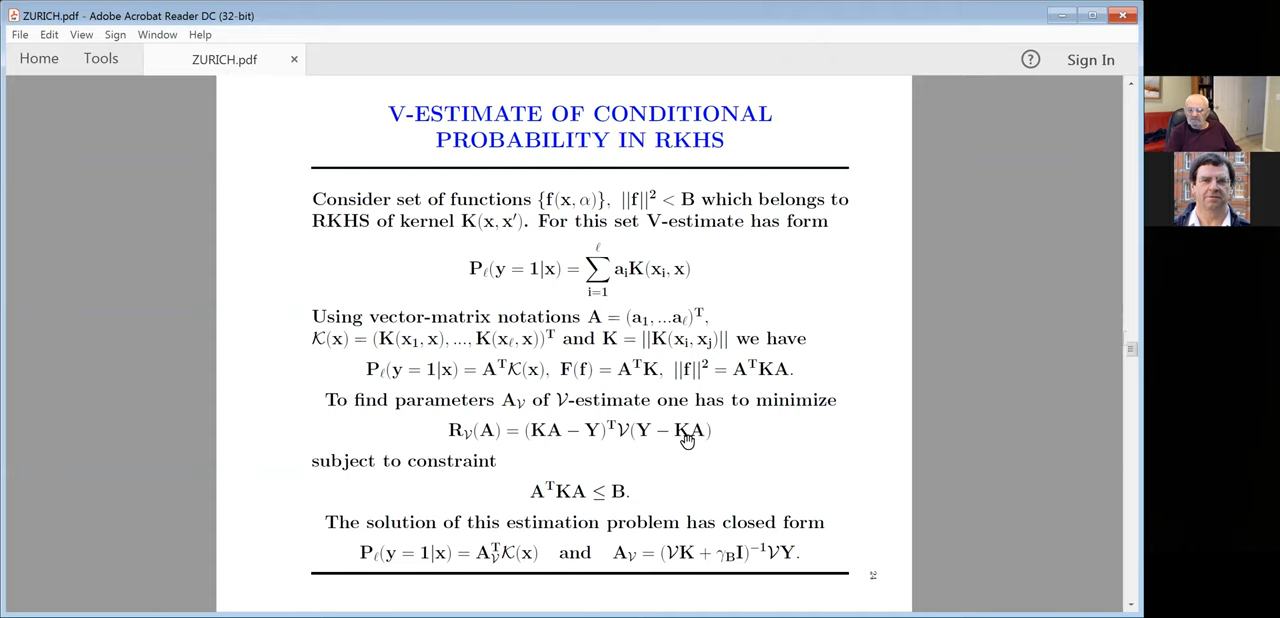 ZURICH.pdf - Adobe Acrobat Reader DC (32-bit)
File Edit View Sign Window Help
Home Tools ZURICH.pdf × ? Sign In
V-ESTIMATE OF CONDITIONAL
PROBABILITY IN RKHS
Consider set of functions {f(x, α)}, ||f||² < B which belongs to
RKHS of kernel K(x, x′). For this set V-estimate has form
P_ℓ(y = 1|x) = ∑_{i=1}^{ℓ} a_i K(x_i, x)
Using vector-matrix notations A = (a_1, ...a_ℓ)^T,
𝒦(x) = (K(x_1, x), ..., K(x_ℓ, x))^T and K = ||K(x_i, x_j)|| we have
P_ℓ(y = 1|x) = A^T𝒦(x), F(f) = A^TK, ||f||² = A^TKA.
To find parameters A_𝒱 of 𝒱-estimate one has to minimize
R_𝒱(A) = (KA − Y)^T𝒱(Y − KA)
subject to constraint
A^TKA ≤ B.
The solution of this estimation problem has closed form
P_ℓ(y = 1|x) = A_𝒱^T𝒦(x) and A_𝒱 = (𝒱K + γ_B I)^{−1}𝒱Y.
24